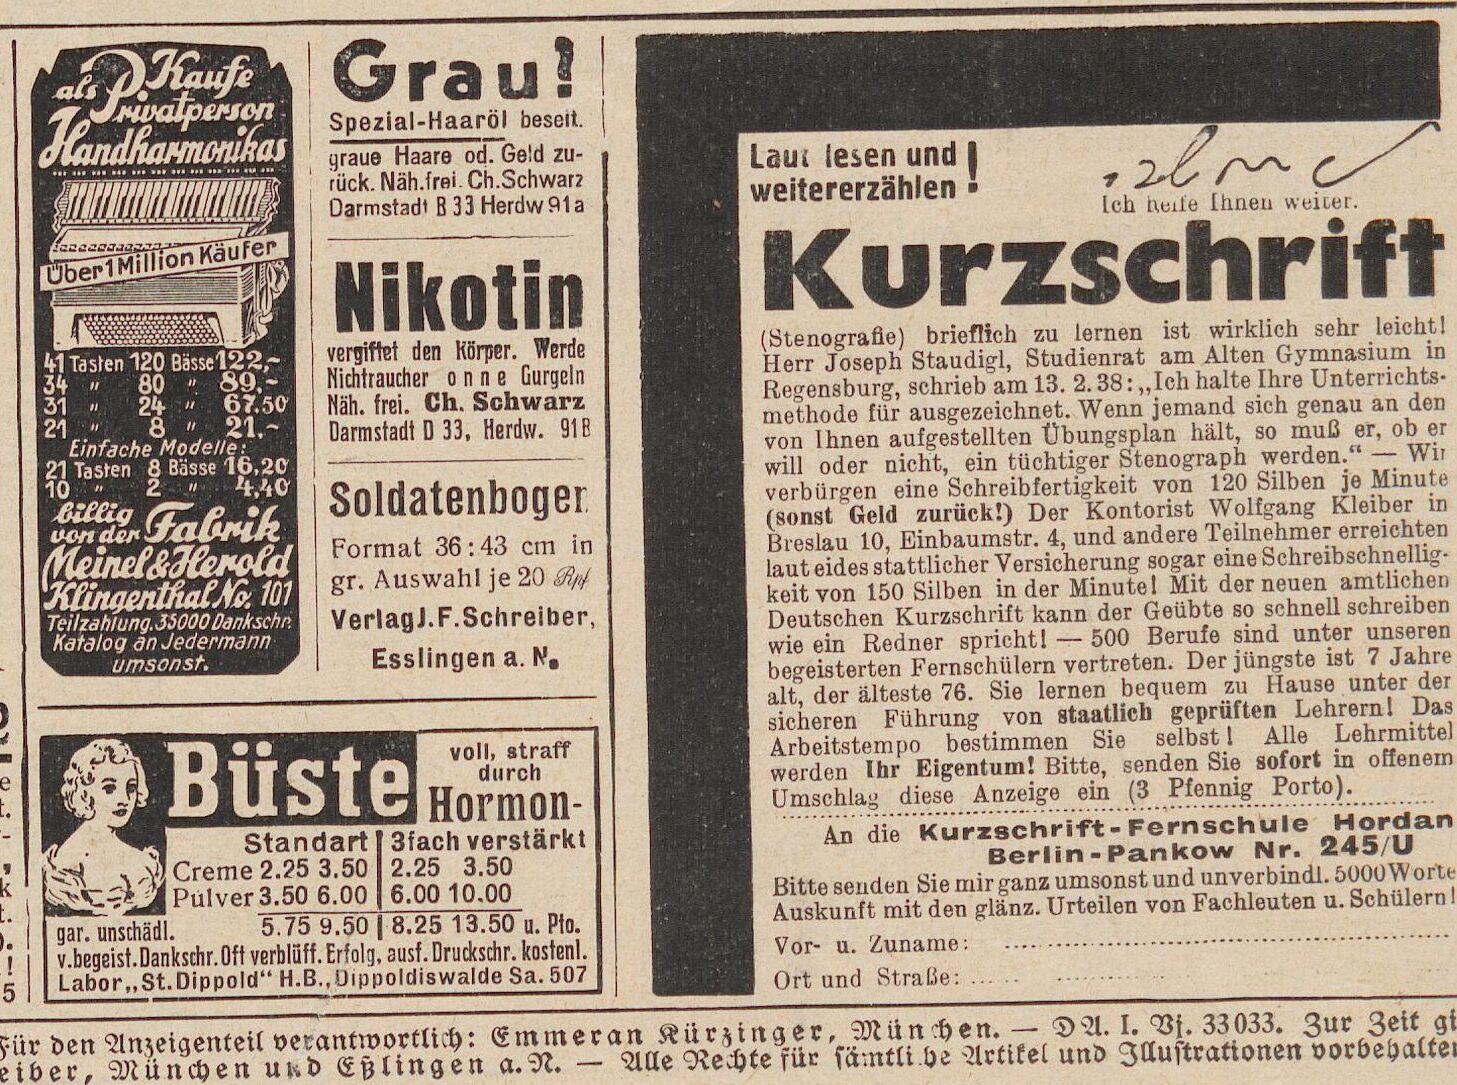 Kaufe
als Privatperson
Handharmonikas
Über 1 Million Käufer
41 Tasten 120 Bässe 122,-
34 " 80 " 89,-
31 " 24 " 67.50
21 " 8 " 21.-
Einfache Modelle:
21 Tasten 8 Bässe 16,20
10 " 2 " 4,40
billig
von der Fabrik
Meinel & Herold
Klingenthal No. 101
Teilzahlung. 35000 Dankschr.
Katalog an Jedermann
umsonst.
Grau!
Spezial-Haaröl beseit.
graue Haare od. Geld zu-
rück. Näh. frei. Ch. Schwarz
Darmstadt B 33 Herdw 91a
Nikotin
vergiftet den Körper. Werde
Nichtraucher ohne Gurgeln
Näh. frei. Ch. Schwarz
Darmstadt D 33, Herdw. 91 B
Soldatenbogen
Format 36:43 cm in
gr. Auswahl je 20 Rpf
Verlag J. F. Schreiber,
Esslingen a. N.
Büste voll, straff
durch
Hormon-
Standart 3fach verstärkt
Creme 2.25 3.50 2.25 3.50
Pulver 3.50 6.00 6.00 10.00
5.75 9.50 8.25 13.50 u. Pto.
gar. unschädl.
v. begeist. Dankschr. Oft verblüff. Erfolg, ausf. Druckschr. kostenl.
Labor „St. Dippold" H.B., Dippoldiswalde Sa. 507
Laut lesen und
weitererzählen!
Ich helfe Ihnen weiter.
Kurzschrift
(Stenografie) brieflich zu lernen ist wirklich sehr leicht!
Herr Joseph Staudigl, Studienrat am Alten Gymnasium in
Regensburg, schrieb am 13. 2. 38: „Ich halte Ihre Unterrichts-
methode für ausgezeichnet. Wenn jemand sich genau an den
von Ihnen aufgestellten Übungsplan hält, so muß er, ob er
will oder nicht, ein tüchtiger Stenograph werden.“ — Wir
verbürgen eine Schreibfertigkeit von 120 Silben je Minute
(sonst Geld zurück!) Der Kontorist Wolfgang Kleiber in
Breslau 10, Einbaumstr. 4, und andere Teilnehmer erreichten
laut eidesstattlicher Versicherung sogar eine Schreibschnellig-
keit von 150 Silben in der Minute! Mit der neuen amtlichen
Deutschen Kurzschrift kann der Geübte so schnell schreiben
wie ein Redner spricht! — 500 Berufe sind unter unseren
begeisterten Fernschülern vertreten. Der jüngste ist 7 Jahre
alt, der älteste 76. Sie lernen bequem zu Hause unter der
sicheren Führung von staatlich geprüften Lehrern! Das
Arbeitstempo bestimmen Sie selbst! Alle Lehrmittel
werden Ihr Eigentum! Bitte, senden Sie sofort in offenem
Umschlag diese Anzeige ein (3 Pfennig Porto).
An die Kurzschrift-Fernschule Hordan
Berlin-Pankow Nr. 245/U
Bitte senden Sie mir ganz umsonst und unverbindl. 5000 Worte
Auskunft mit den glänz. Urteilen von Fachleuten u. Schülern!
Vor- u. Zuname:
Ort und Straße:
Für den Anzeigenteil verantwortlich: Emmeran Kürzinger, München. — DA. I. Vj. 33033. Zur Zeit
München und Eßlingen a. N. — Alle Rechte für sämtliche Artikel und Illustrationen vorbehalten